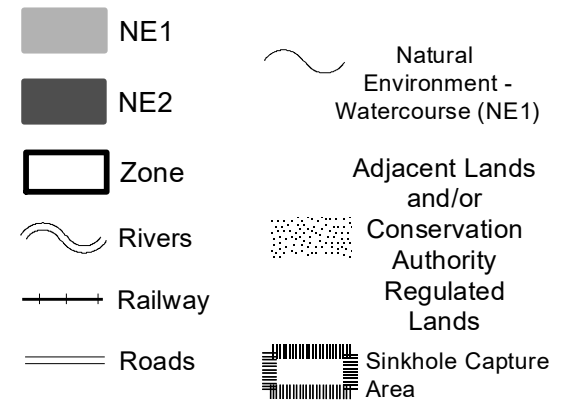 NE1
NE2
Zone
Rivers
Railway
Roads
Natural
Environment -
Watercourse (NE1)
Adjacent Lands
and/or
Conservation
Authority
Regulated
Lands
Sinkhole Capture
Area